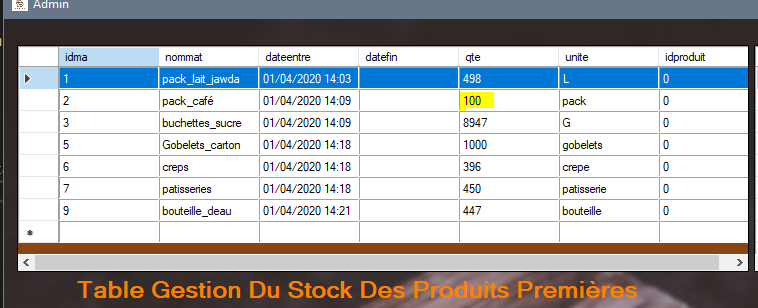 Admin
idma nommat dateentre datefin qte unite idproduit
1 pack_lait_jawda 01/04/2020 14:03 498 L 0
2 pack_café 01/04/2020 14:09 100 pack 0
3 buchettes_sucre 01/04/2020 14:09 8947 G 0
5 Gobelets_carton 01/04/2020 14:18 1000 gobelets 0
6 creps 01/04/2020 14:18 396 crepe 0
7 patisseries 01/04/2020 14:18 450 patisserie 0
9 bouteille_deau 01/04/2020 14:21 447 bouteille 0
Table Gestion Du Stock Des Produits Premières